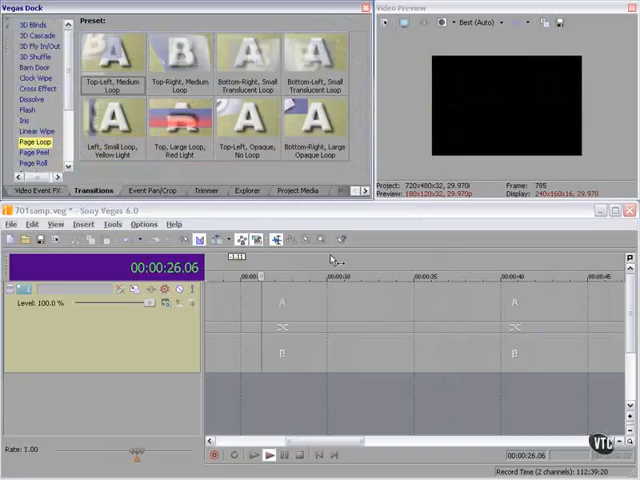 Vegas Dock
Video Preview
3D Blinds
3D Cascade
3D Fly In/Out
3D Shuffle
Barn Door
Clock Wipe
Cross Effect
Dissolve
Flash
Iris
Linear Wipe
Page Loop
Page Peel
Page Roll
Preset:
Top-Left, Medium Loop
Top-Right, Medium Loop
Bottom-Right, Small Translucent Loop
Bottom-Left, Small Translucent Loop
Left, Small Loop, Yellow Light
Top, Large Loop, Red Light
Top-Left, Opaque, No Loop
Bottom-Right, Large Opaque Loop
Best (Auto)
Project: 720x480x32, 29.970i
Frame: 785
Preview: 180x120x32, 29.970i
Display: 240x160x16, 29.970
Video Event FX
Transitions
Event Pan/Crop
Trimmer
Explorer
Project Media
701samp.veg * - Sony Vegas 6.0
File Edit View Insert Tools Options Help
-1.11
00:00:26.06
00:00:30
00:00:35
00:00:40
00:00:45
Level: 100.0 %
A
A
B
B
Rate: 1.00
VTC
00:00:26.06
Record Time (2 channels): 112:39:20